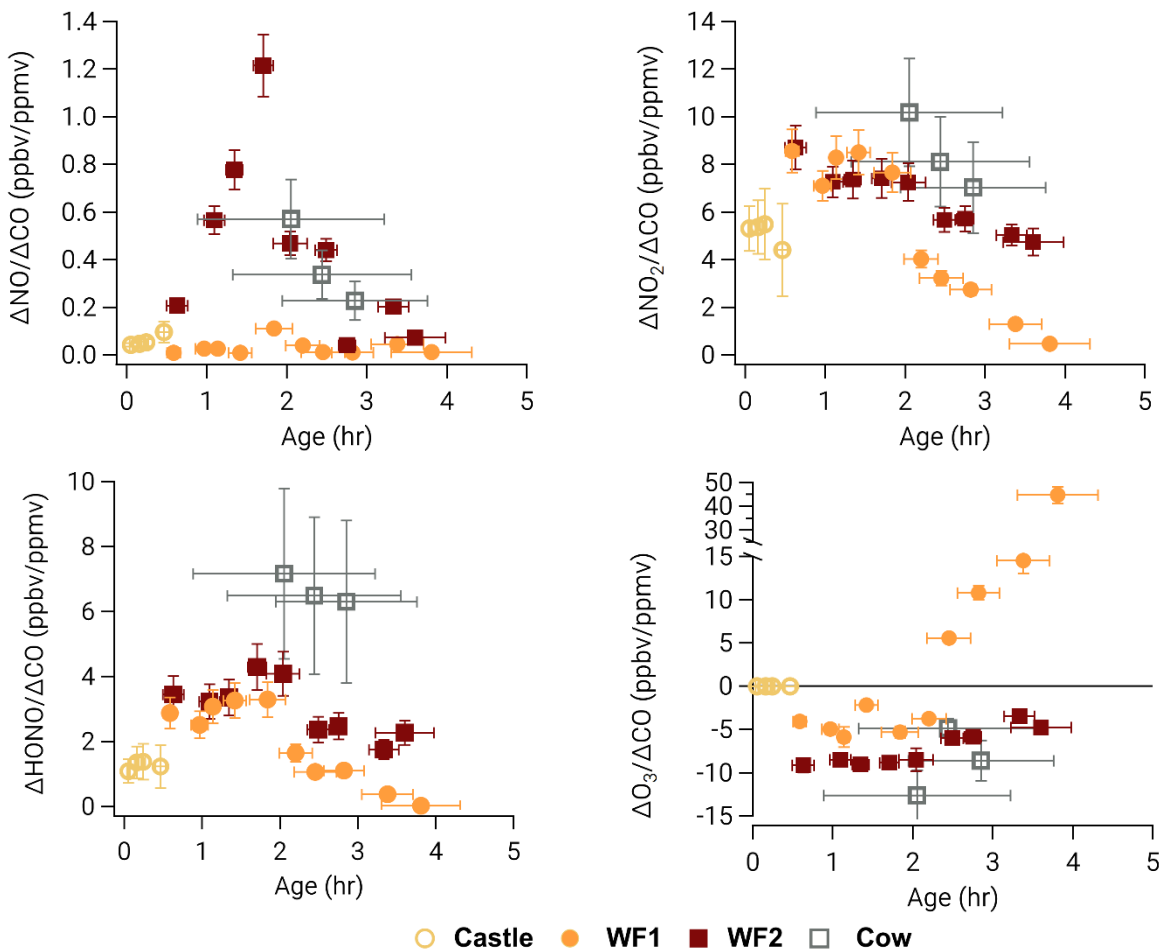 ΔNO/ΔCO (ppbv/ppmv)
1.4
1.2
1.0
0.8
0.6
0.4
0.2
0.0
0 1 2 3 4 5
Age (hr)
ΔNO₂/ΔCO (ppbv/ppmv)
14
12
10
8
6
4
2
0
0 1 2 3 4 5
Age (hr)
ΔHONO/ΔCO (ppbv/ppmv)
10
8
6
4
2
0
0 1 2 3 4 5
Age (hr)
ΔO₃/ΔCO (ppbv/ppmv)
50
40
30
15
10
5
0
-5
-10
-15
0 1 2 3 4 5
Age (hr)
Castle WF1 WF2 Cow